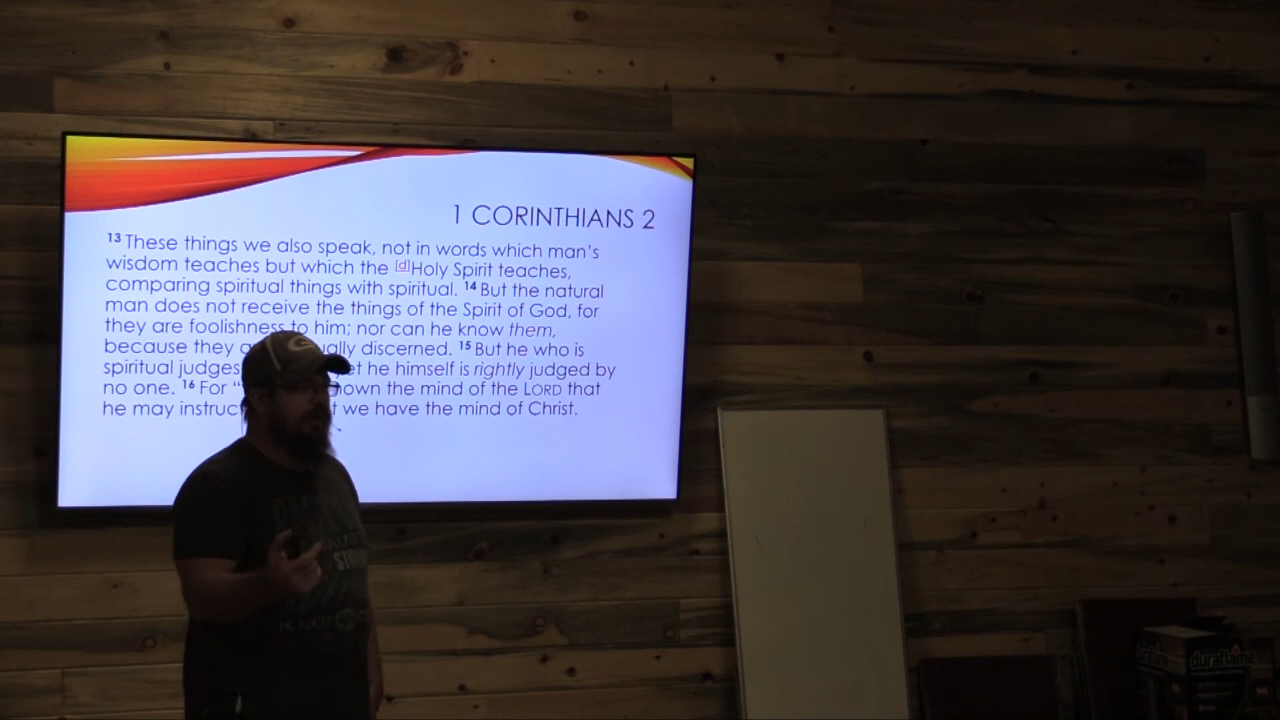 1 CORINTHIANS 2
13 These things we also speak, not in words which man's
wisdom teaches but which the [d]Holy Spirit teaches,
comparing spiritual things with spiritual. 14 But the natural
man does not receive the things of the Spirit of God, for
they are foolishness to him; nor can he know them,
because they ually discerned. 15 But he who is
spiritual judges et he himself is rightly judged by
no one. 16 For " nown the mind of the LORD that
he may instruc t we have the mind of Christ.
duraflame